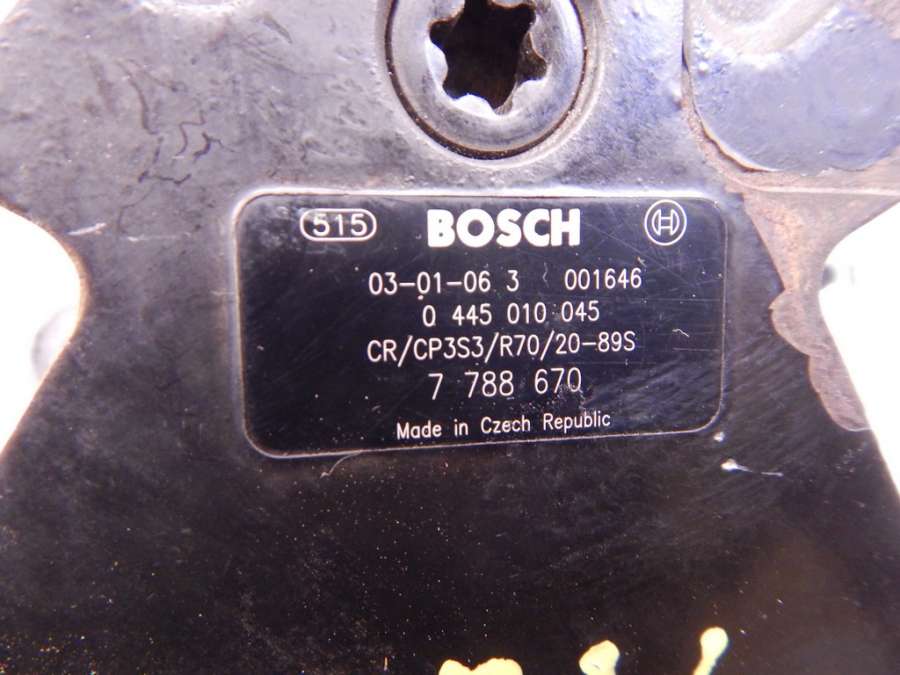 515 BOSCH
03-01-06 3 001646
0 445 010 045
CR/CP3S3/R70/20-89S
7 788 670
Made in Czech Republic